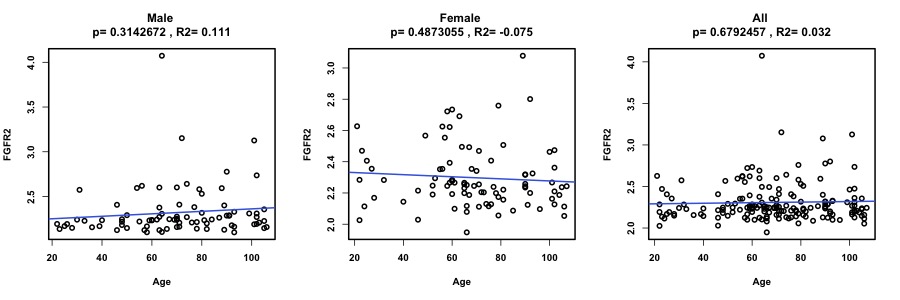 Male
p= 0.3142672 , R2= 0.111
FGFR2
4.0
3.5
3.0
2.5
20 40 60 80 100
Age
Female
p= 0.4873055 , R2= -0.075
FGFR2
3.0
2.8
2.6
2.4
2.2
2.0
20 40 60 80 100
Age
All
p= 0.6792457 , R2= 0.032
FGFR2
4.0
3.5
3.0
2.5
2.0
20 40 60 80 100
Age